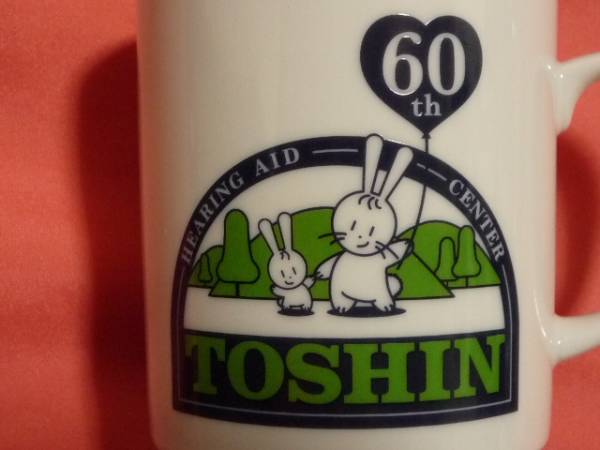 60
th
HEARING AID CENTER
TOSHIN